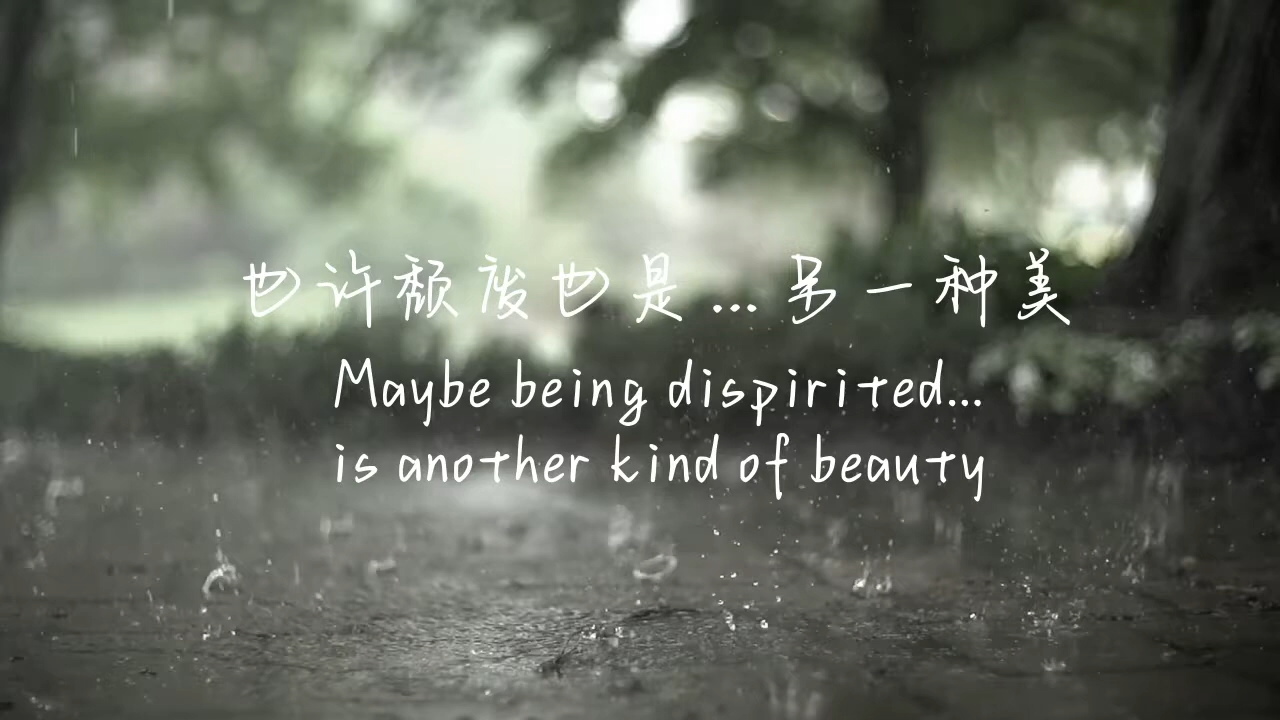 也许颓废也是...另一种美
Maybe being dispirited...
is another kind of beauty